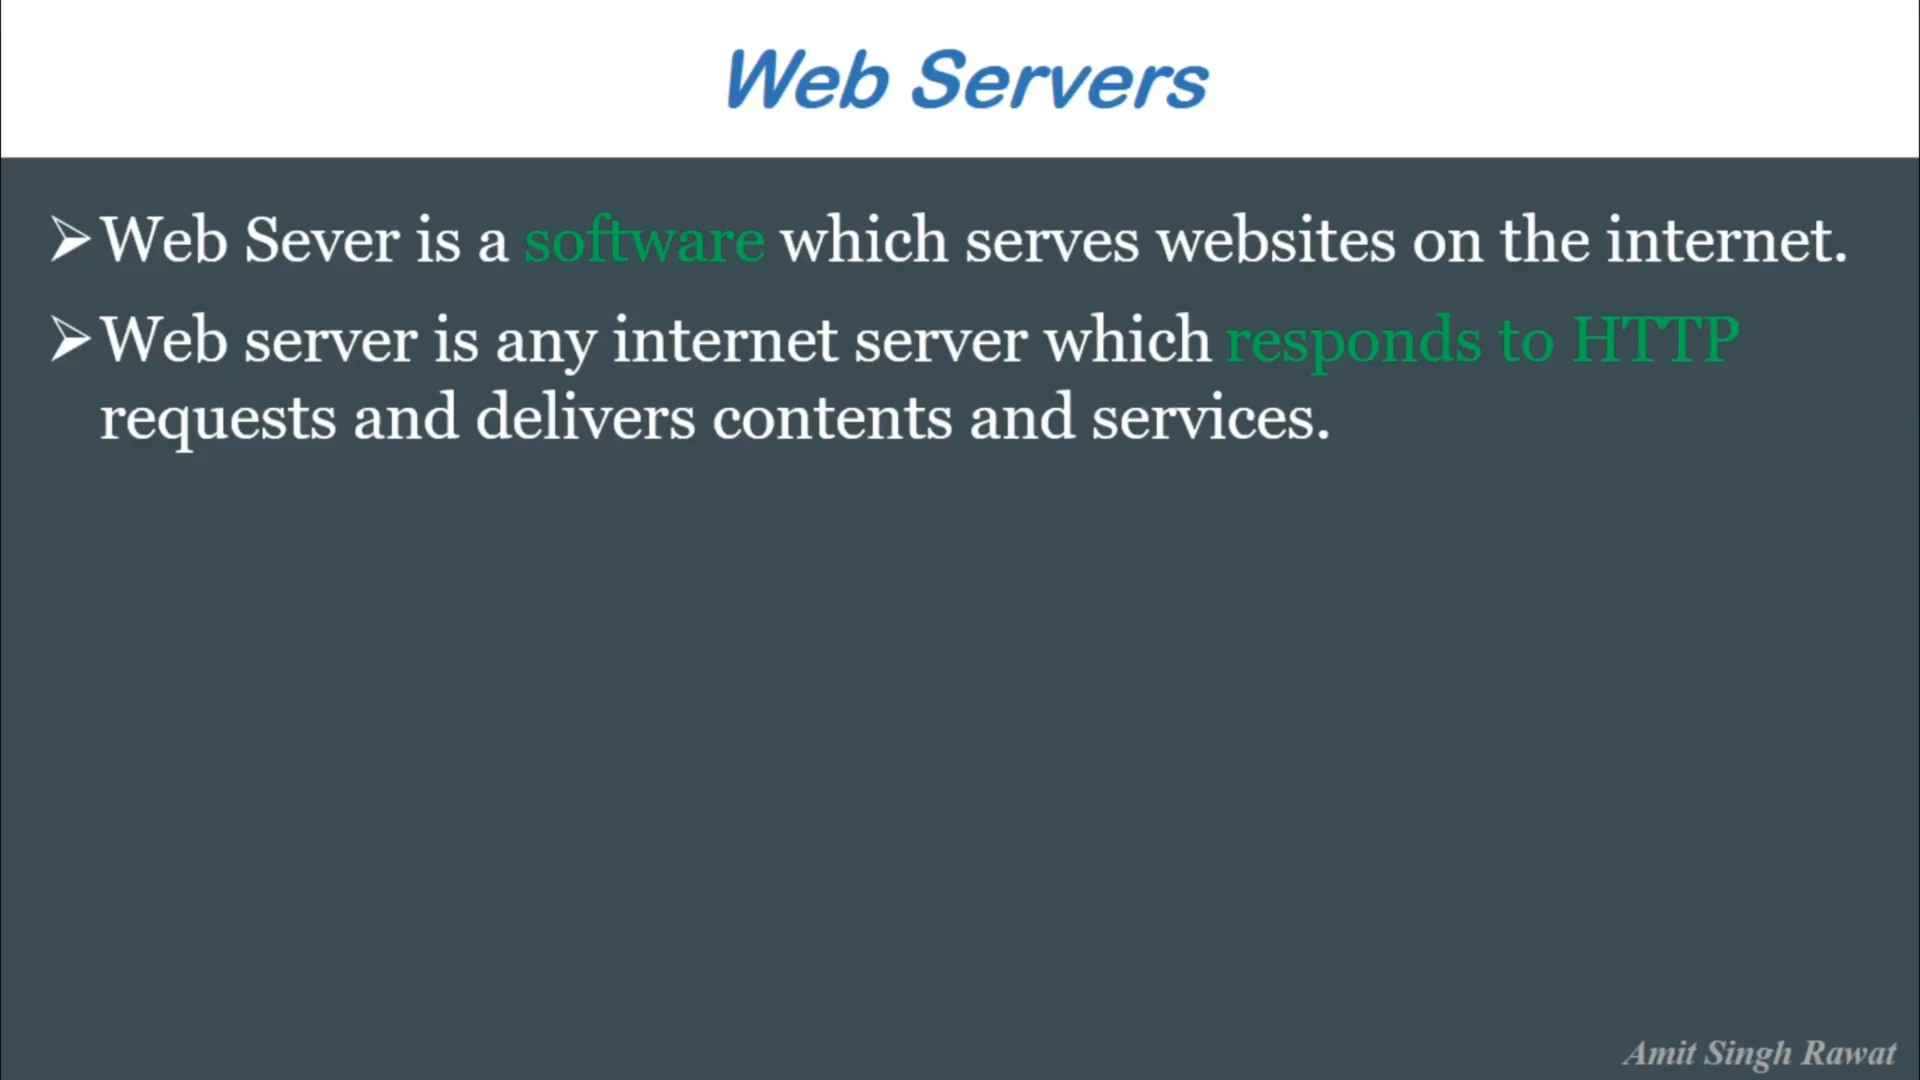 Web Servers
➢Web Sever is a software which serves websites on the internet.
➢Web server is any internet server which responds to HTTP
requests and delivers contents and services.
Amit Singh Rawat